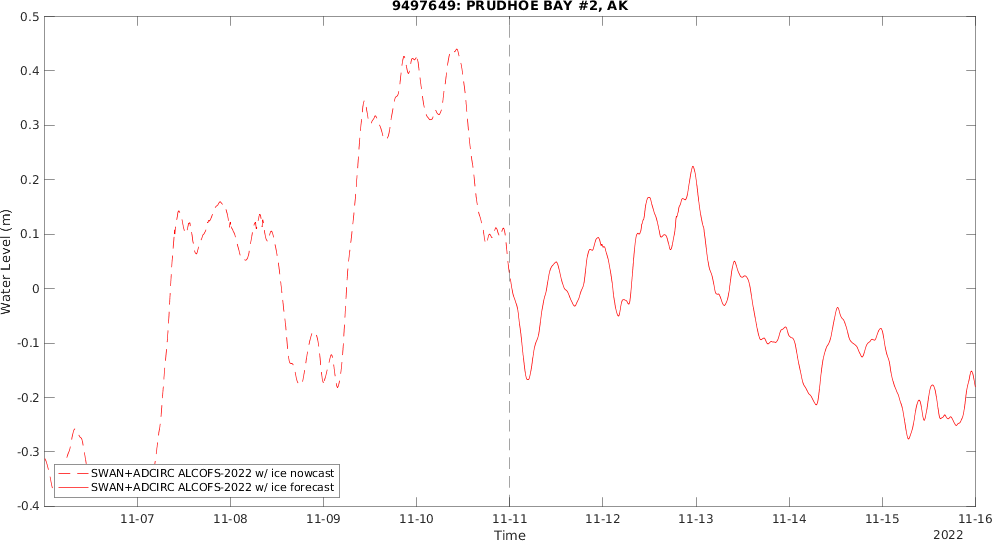 9497649: PRUDHOE BAY #2, AK
0.5
0.4
0.3
0.2
0.1
0
-0.1
-0.2
-0.3
-0.4
Water Level (m)
SWAN+ADCIRC ALCOFS-2022 w/ ice nowcast
SWAN+ADCIRC ALCOFS-2022 w/ ice forecast
11-07 11-08 11-09 11-10 11-11 11-12 11-13 11-14 11-15 11-16
Time
2022